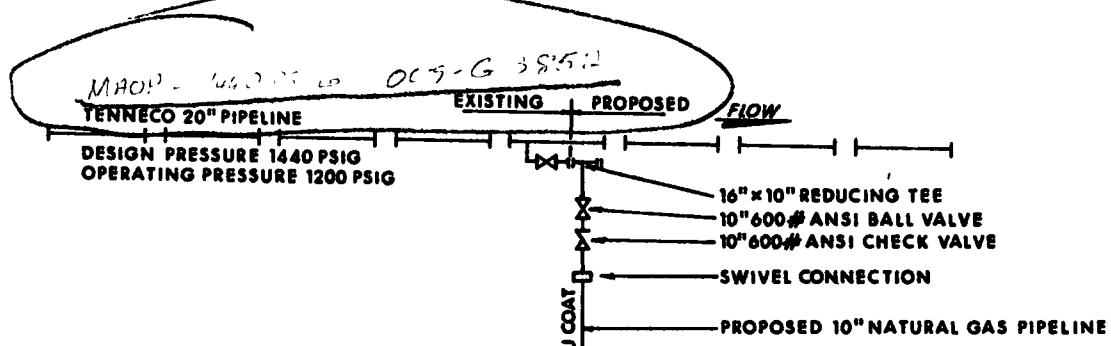 MAOP - OCS-G
EXISTING PROPOSED
FLOW
TENNECO 20" PIPELINE
DESIGN PRESSURE 1440 PSIG
OPERATING PRESSURE 1200 PSIG
16"×10" REDUCING TEE
10" 600# ANSI BALL VALVE
10" 600# ANSI CHECK VALVE
SWIVEL CONNECTION
COAT
PROPOSED 10" NATURAL GAS PIPELINE